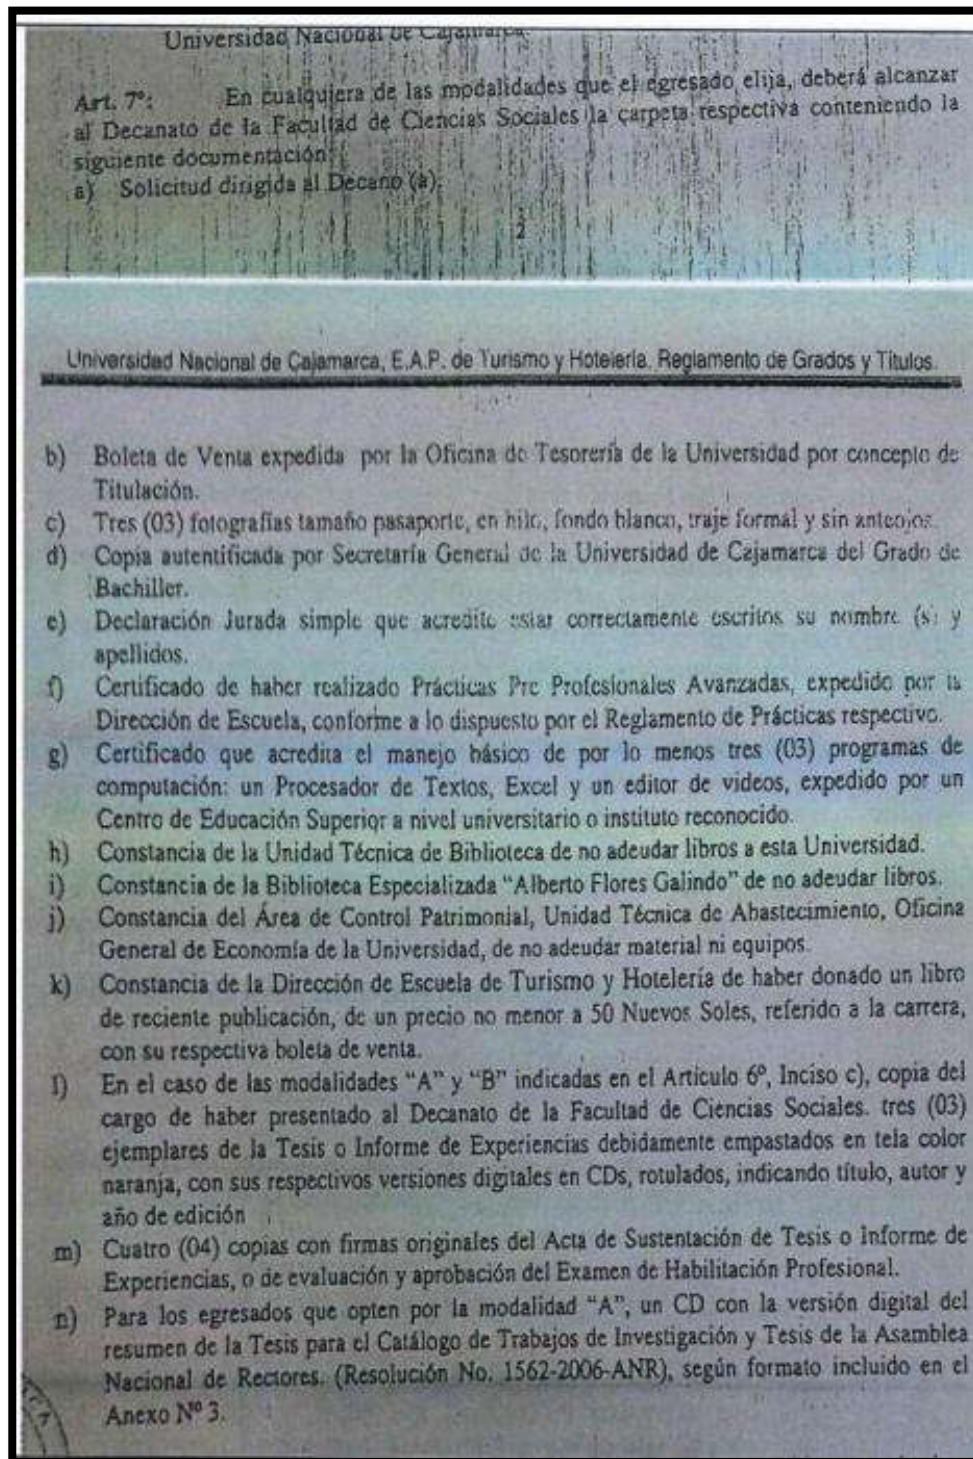 Universidad Nacional de Cajamarca.
Art. 7º: En cualquiera de las modalidades que el egresado elija, deberá alcanzar
al Decanato de la Facultad de Ciencias Sociales la carpeta respectiva conteniendo la
siguiente documentación:
a) Solicitud dirigida al Decano (a).
2
Universidad Nacional de Cajamarca, E.A.P. de Turismo y Hotelería. Reglamento de Grados y Títulos.
b) Boleta de Venta expedida por la Oficina de Tesorería de la Universidad por concepto de
Titulación.
c) Tres (03) fotografías tamaño pasaporte, en hilo, fondo blanco, traje formal y sin anteojos.
d) Copia autentificada por Secretaría General de la Universidad de Cajamarca del Grado de
Bachiller.
e) Declaración Jurada simple que acredite estar correctamente escritos su nombre (s) y
apellidos.
f) Certificado de haber realizado Prácticas Pre Profesionales Avanzadas, expedido por la
Dirección de Escuela, conforme a lo dispuesto por el Reglamento de Prácticas respectivo.
g) Certificado que acredita el manejo básico de por lo menos tres (03) programas de
computación: un Procesador de Textos, Excel y un editor de videos, expedido por un
Centro de Educación Superior a nivel universitario o instituto reconocido.
h) Constancia de la Unidad Técnica de Biblioteca de no adeudar libros a esta Universidad.
i) Constancia de la Biblioteca Especializada “Alberto Flores Galindo” de no adeudar libros.
j) Constancia del Área de Control Patrimonial, Unidad Técnica de Abastecimiento, Oficina
General de Economía de la Universidad, de no adeudar material ni equipos.
k) Constancia de la Dirección de Escuela de Turismo y Hotelería de haber donado un libro
de reciente publicación, de un precio no menor a 50 Nuevos Soles, referido a la carrera,
con su respectiva boleta de venta.
l) En el caso de las modalidades “A” y “B” indicadas en el Artículo 6º, Inciso c), copia del
cargo de haber presentado al Decanato de la Facultad de Ciencias Sociales. tres (03)
ejemplares de la Tesis o Informe de Experiencias debidamente empastados en tela color
naranja, con sus respectivos versiones digitales en CDs, rotulados, indicando título, autor y
año de edición
m) Cuatro (04) copias con firmas originales del Acta de Sustentación de Tesis o Informe de
Experiencias, o de evaluación y aprobación del Examen de Habilitación Profesional.
n) Para los egresados que opten por la modalidad “A”, un CD con la versión digital del
resumen de la Tesis para el Catálogo de Trabajos de Investigación y Tesis de la Asamblea
Nacional de Rectores. (Resolución No. 1562-2006-ANR), según formato incluido en el
Anexo Nº 3.